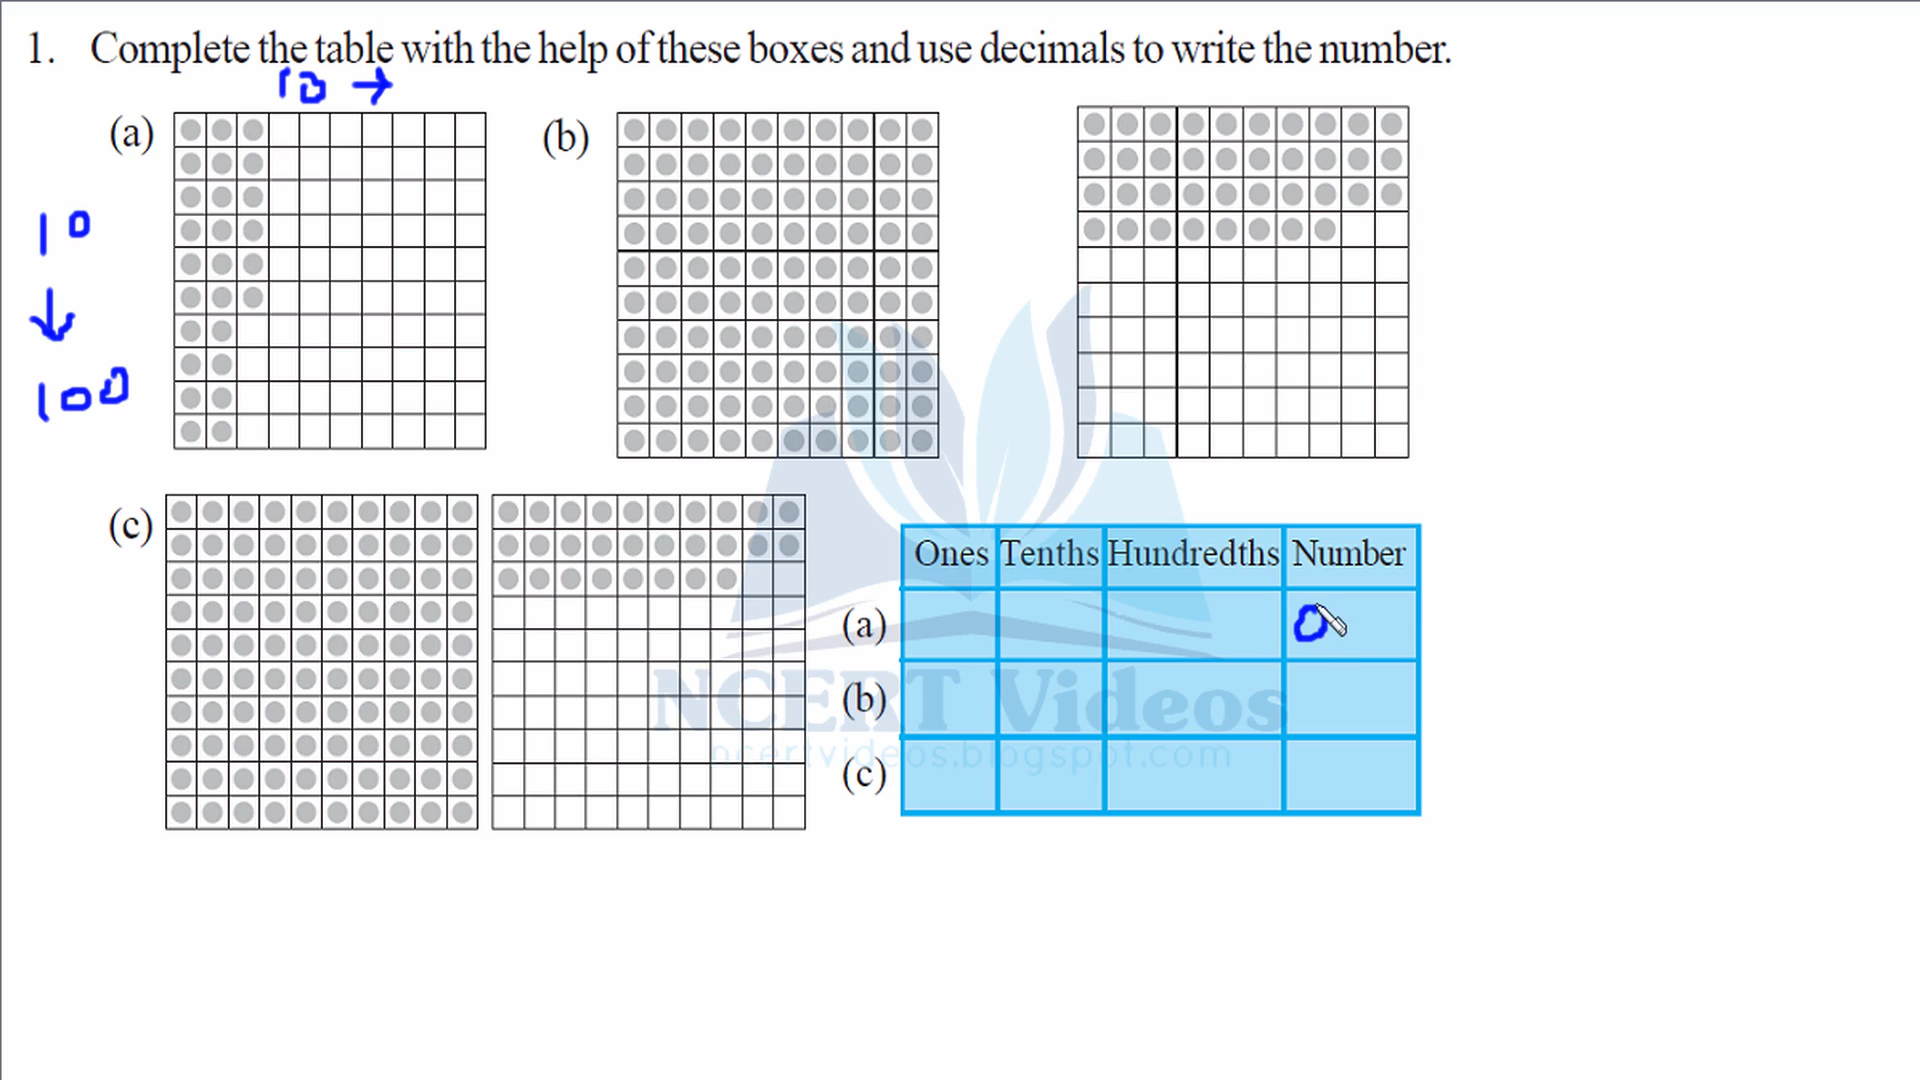 1. Complete the table with the help of these boxes and use decimals to write the number.
10 →
(a)
(b)
10
↓
100
(c)
Ones Tenths Hundredths Number
(a) 0
(b)
(c)
NCERT Videos
ncertvideos.blogspot.com